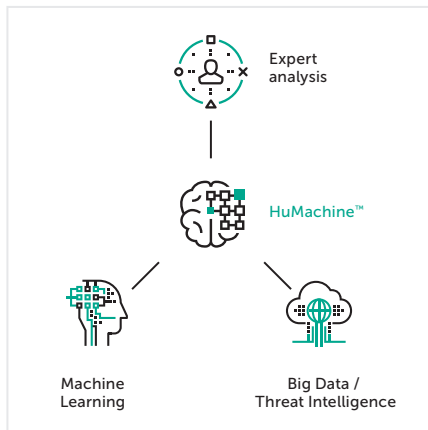 Expert
analysis
HuMachine™
Machine
Learning
Big Data /
Threat Intelligence